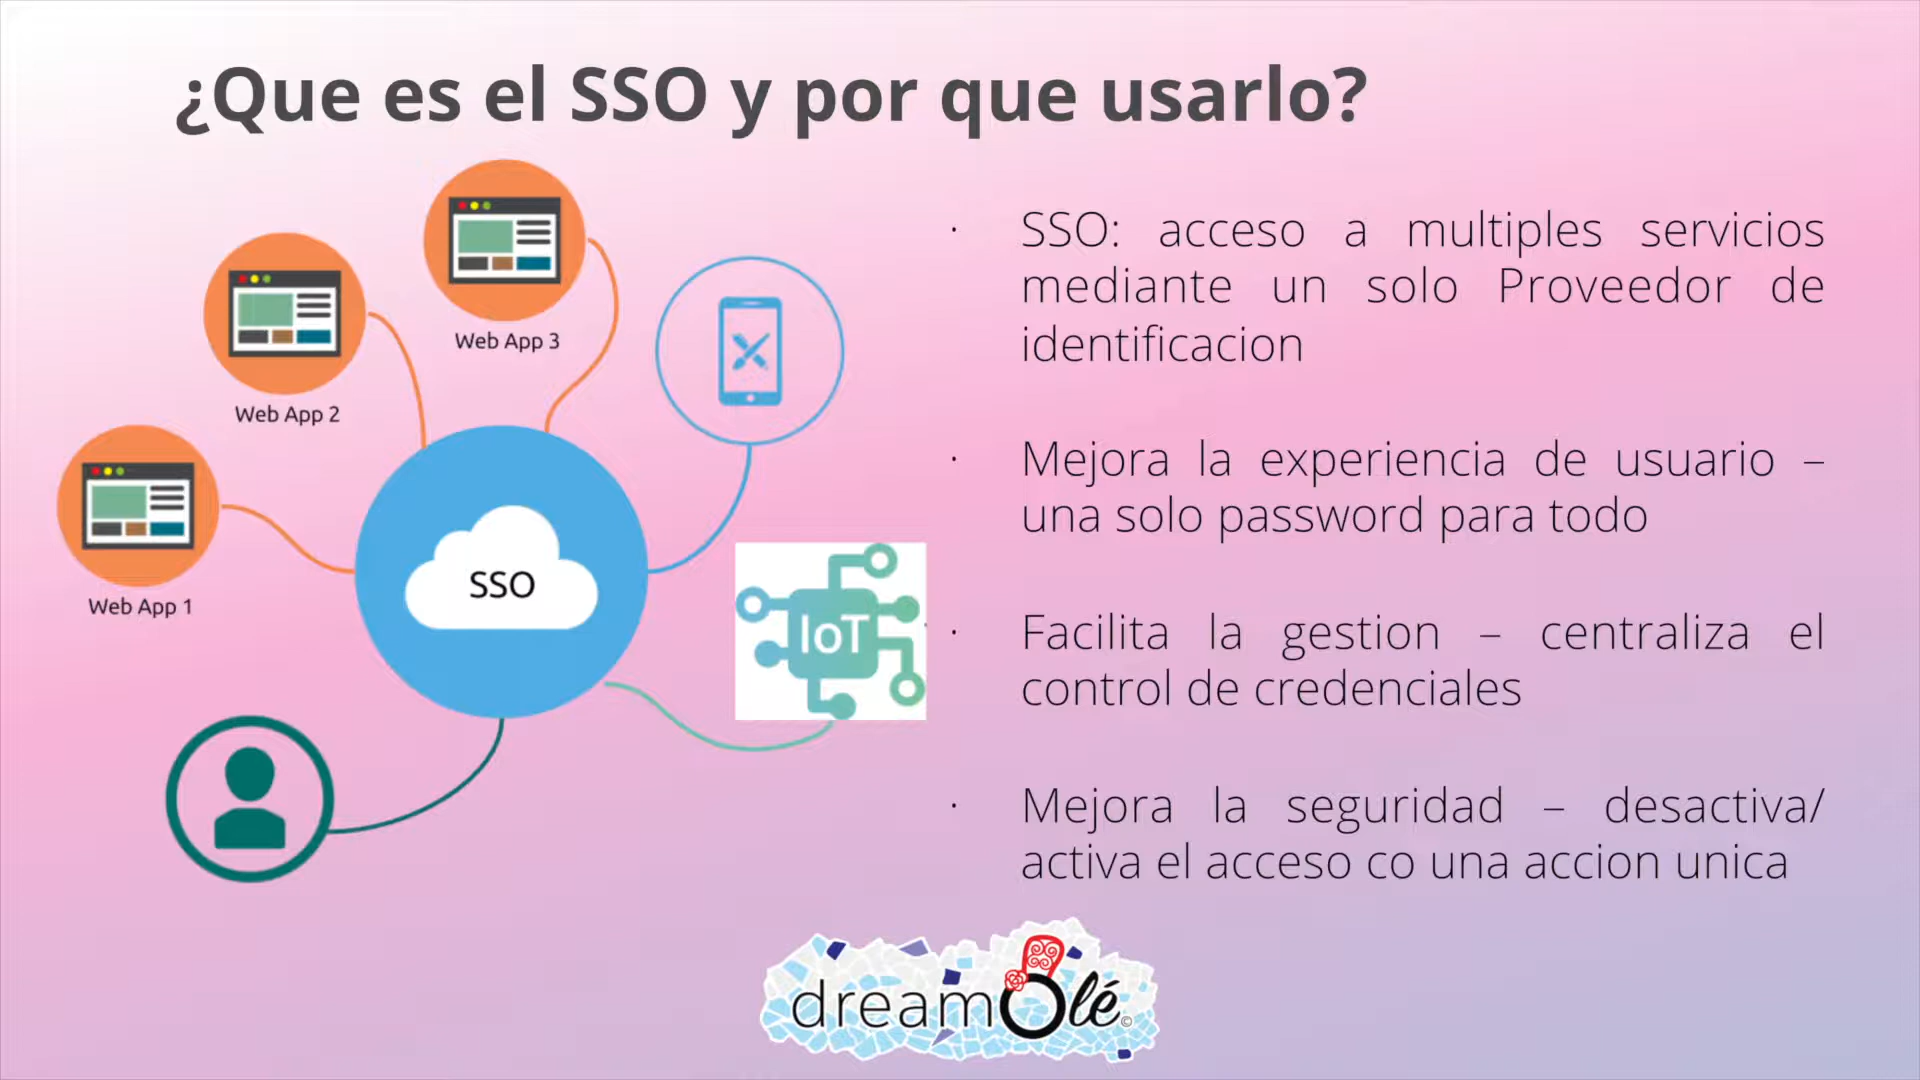 ¿Que es el SSO y por que usarlo?
Web App 3
Web App 2
Web App 1
SSO
IoT
· SSO: acceso a multiples servicios
mediante un solo Proveedor de
identificacion
· Mejora la experiencia de usuario –
una solo password para todo
· Facilita la gestion – centraliza el
control de credenciales
· Mejora la seguridad – desactiva/
activa el acceso co una accion unica
dreamOlé©